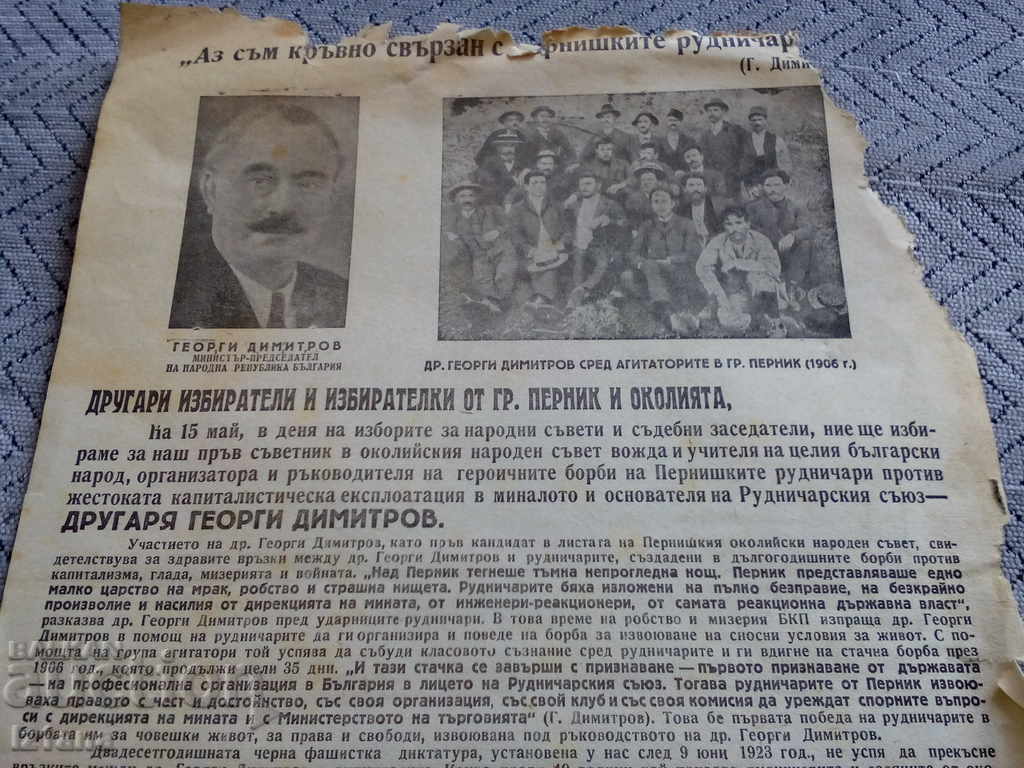 „Аз съм кръвно свързан с рнишките рудничар
(Г. Дими
ГЕОРГИ ДИМИТРОВ
МИНИСТЪР-ПРЕДСЕДАТЕЛ
НА НАРОДНА РЕПУБЛИКА БЪЛГАРИЯ
ДР. ГЕОРГИ ДИМИТРОВ СРЕД АГИТАТОРИТЕ В ГР. ПЕРНИК (1906 г.)
ДРУГАРИ ИЗБИРАТЕЛИ И ИЗБИРАТЕЛКИ ОТ ГР. ПЕРНИК И ОКОЛИЯТА,
На 15 май, в деня на изборите за народни съвети и съдебни заседатели, ние ще изби-
раме за наш пръв съветник в околийския народен съвет вожда и учителя на целия български
народ, организатора и ръководителя на героичните борби на Пернишките рудничари против
жестоката капиталистическа експлоатация в миналото и основателя на Рудничарския съюз—
ДРУГАРЯ ГЕОРГИ ДИМИТРОВ.
Участието на др. Георги Димитров, като пръв кандидат в листата на Пернишкия околийски народен съвет, сви-
детелствува за здравите връзки между др. Георги Димитров и рудничарите, създадени в дългогодишните борби против
капитализма, глада, мизерията и войната. „Над Перник тегнеше тъмна непрогледна нощ. Перник представляваше едно
малко царство на мрак, робство и страшна нищета. Рудничарите бяха изложени на пълно безправие, на безкрайно
произволие и насилия от дирекцията на мината, от инженери-реакционери, от самата реакционна държавна власт“,
разказва др. Георги Димитров пред ударниците-рудничари. В това време на робство и мизерия БКП изпраща др. Георги
Димитров в помощ на рудничарите да ги организира и поведе на борба за извоюване на сносни условия за живот. С по-
мощта на група агитатори той успява да събуди класовото съзнание сред рудничарите и ги вдигне на стачна борба през
1906 год., която продължи цели 35 дни. „И тази стачка се завърши с признаване—първото признаване от държавата
—на професионална организация в България в лицето на Рудничарския съюз. Тогава рудничарите от Перник извою-
ваха правото с чест и достойнство, със своя организация, със свой клуб и със своя комисия да уреждат спорните въпро-
си с дирекцията на мината и с Министерството на търговията“ (Г. Димитров). Това бе първата победа на рудничарите в
борбата им за човешки живот, за права и свободи, извоювана под ръководството на др. Георги Димитров.
Двадесетгодишната черна фашистка диктатура, установена у нас след 9 юни 1923 год., не успя да прекъсне